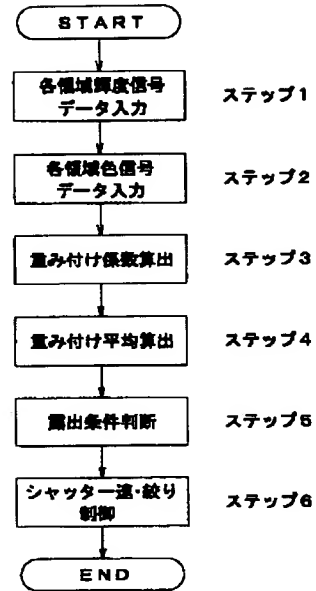 START
各領域輝度信号
データ入力
ステップ1
各領域色信号
データ入力
ステップ2
重み付け係数算出
ステップ3
重み付け平均算出
ステップ4
露出条件判断
ステップ5
シャッター速・絞り
制御
ステップ6
END